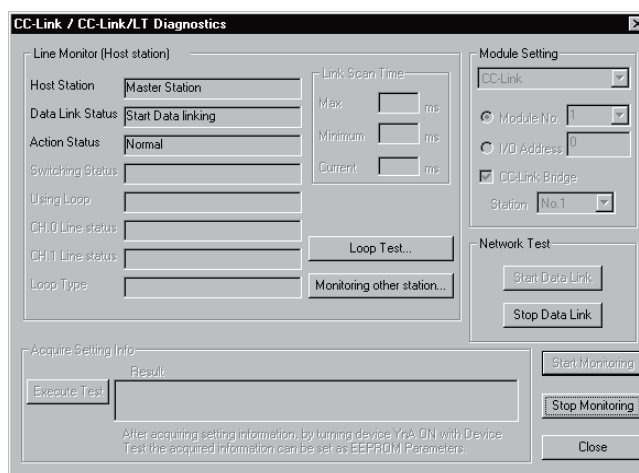 CC-Link / CC-Link/LT Diagnostics
Line Monitor (Host station)
Host Station
Master Station
Data Link Status
Start Data linking
Action Status
Normal
Switching Status
Using Loop
CH.0 Line status
CH.1 Line status
Loop Type
Link Scan Time
Max
ms
Minimum
ms
Current
ms
Loop Test...
Monitoring other station...
Module Setting
CC-Link
Module No.
1
I/O Address
0
CC-Link Bridge
Station
No.1
Network Test
Start Data Link
Stop Data Link
Acquire Setting Info
Result
Execute Test
After acquiring setting information, by turning device YnA ON with Device
Test the acquired information can be set as EEPROM Parameters.
Start Monitoring
Stop Monitoring
Close